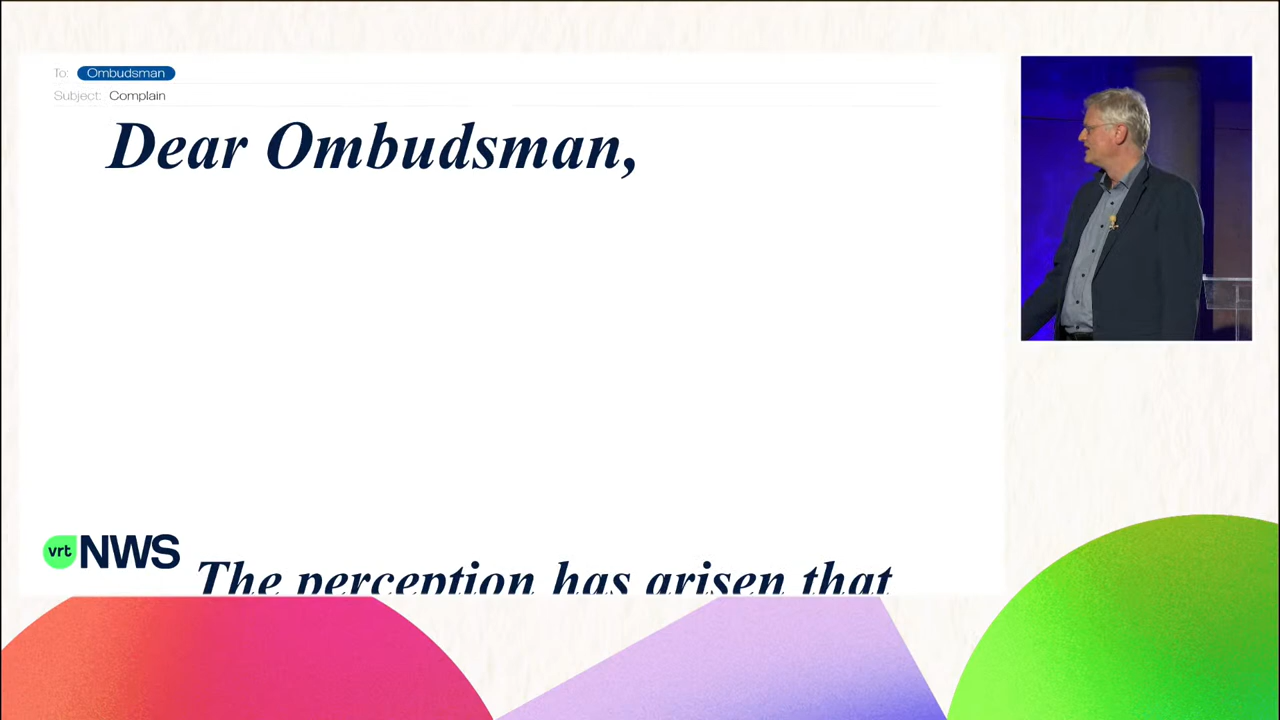 To: Ombudsman
Subject: Complain
Dear Ombudsman,
vrt NWS
The perception has arisen that